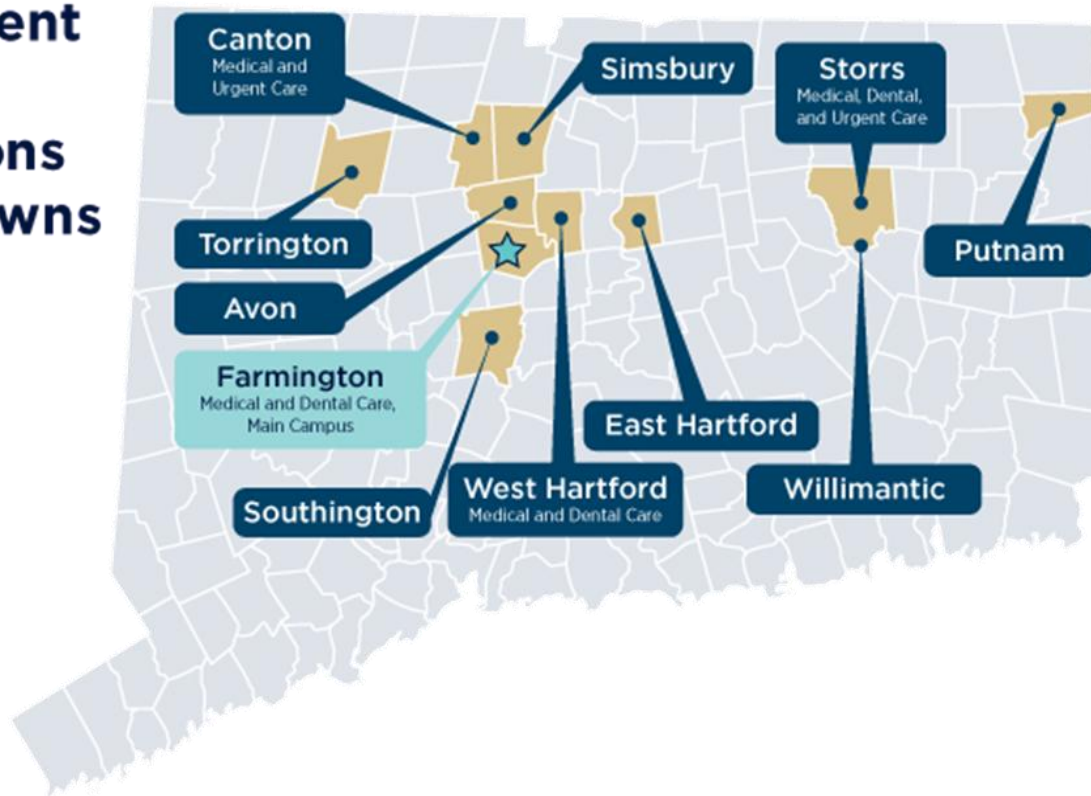 ent
ons
wns
Canton
Medical and
Urgent Care
Simsbury
Storrs
Medical, Dental,
and Urgent Care
Torrington
Putnam
Avon
Farmington
Medical and Dental Care,
Main Campus
East Hartford
Southington
West Hartford
Medical and Dental Care
Willimantic